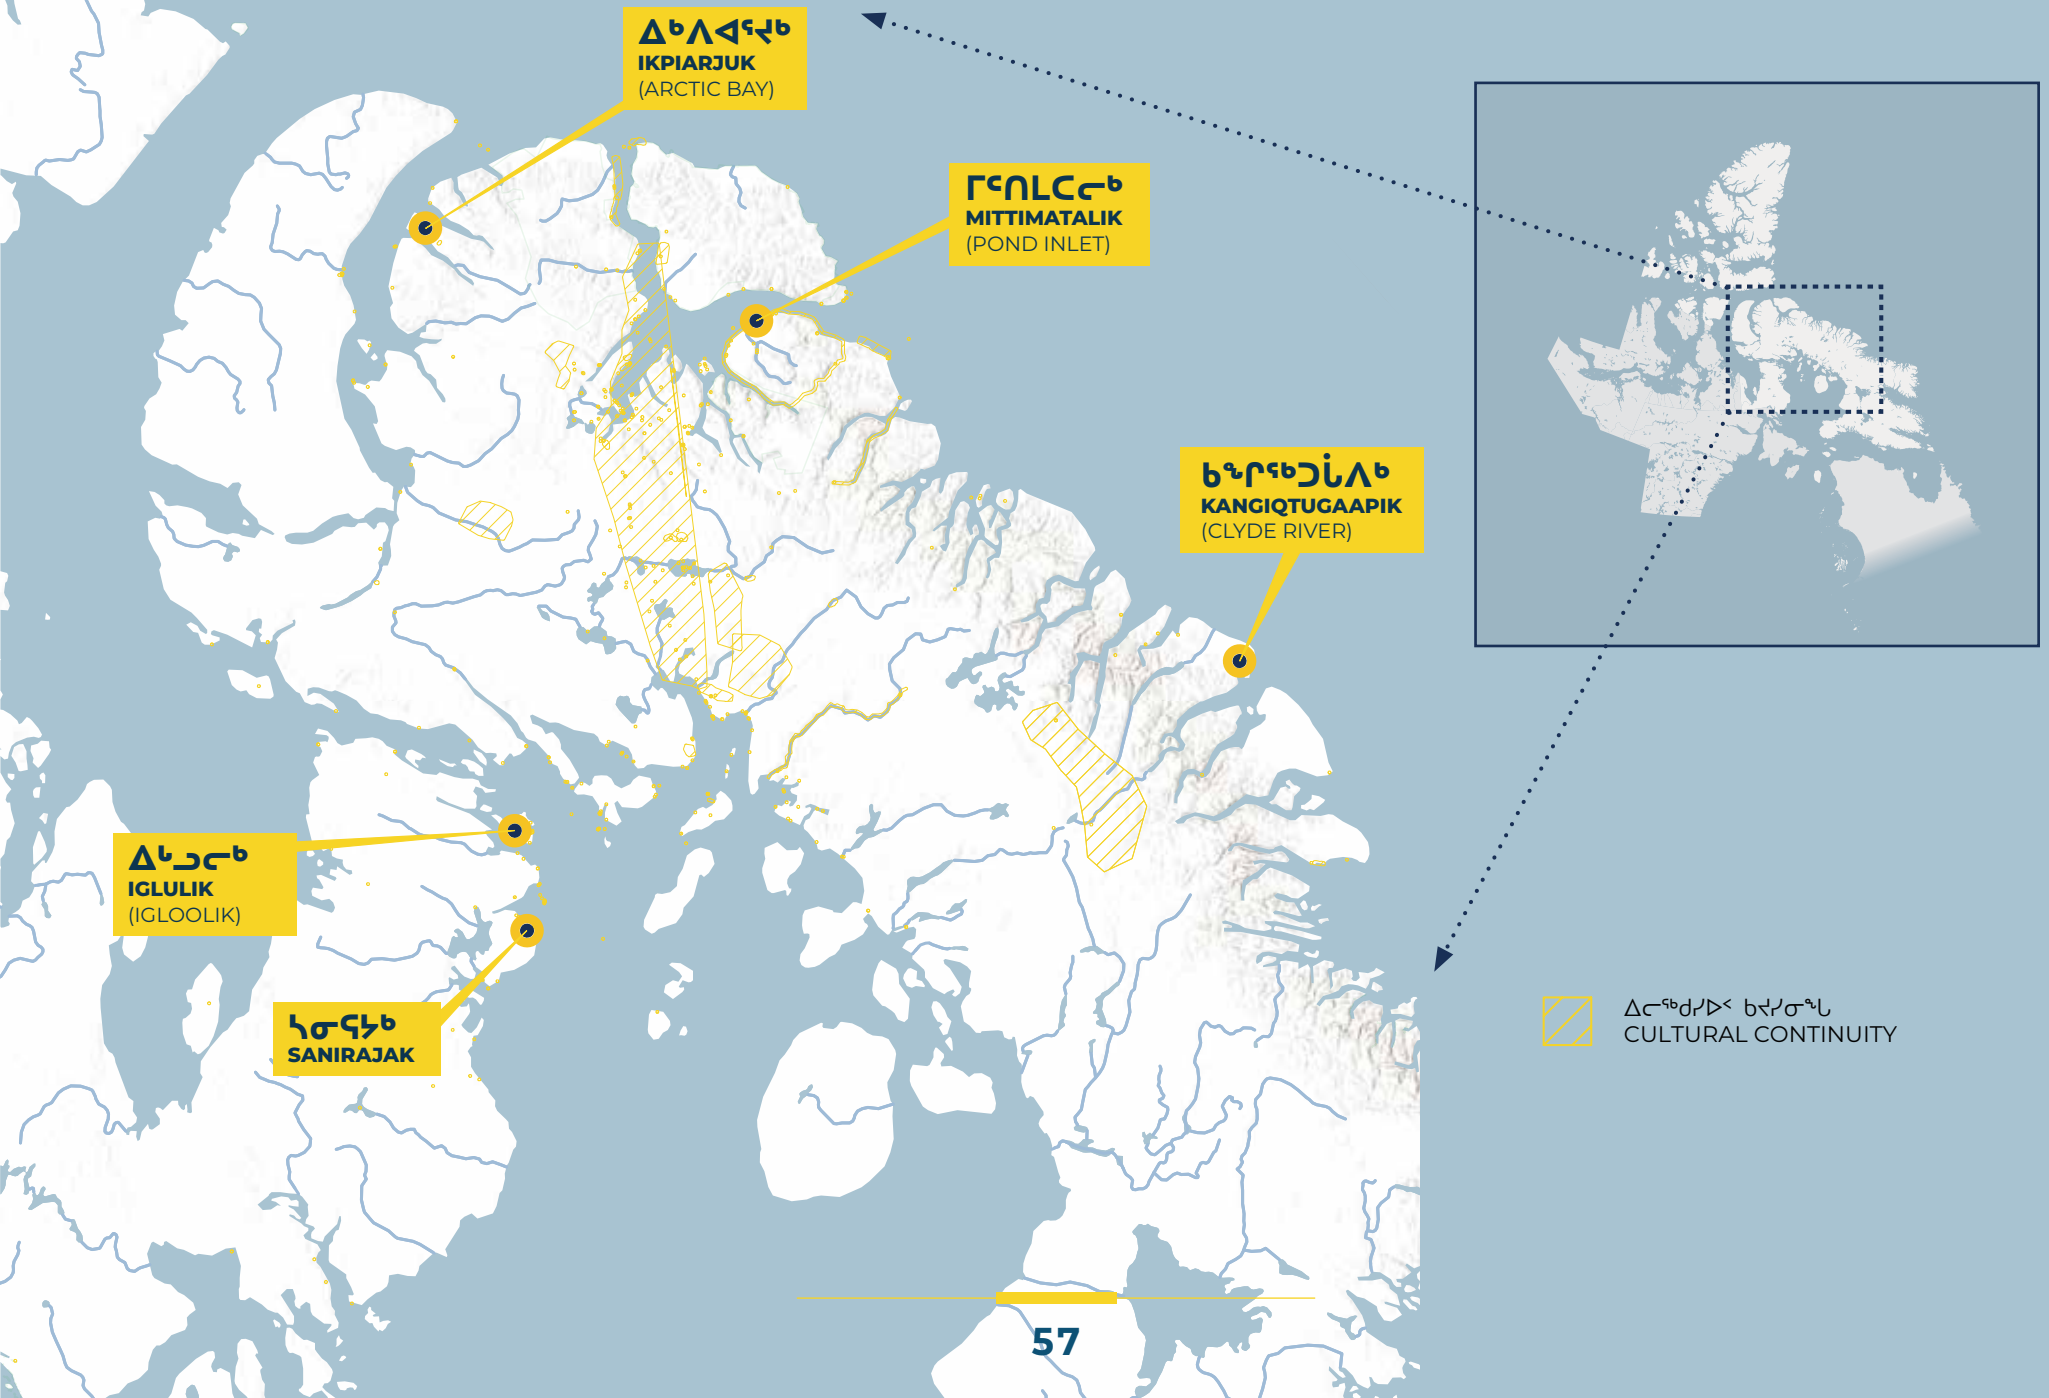 ᐃᒃᐱᐊᕐᔪᒃ
IKPIARJUK
(ARCTIC BAY)
ᒥᑦᑎᒪᑕᓕᒃ
MITTIMATALIK
(POND INLET)
ᑲᖏᖅᑐᒑᐱᒃ
KANGIQTUGAAPIK
(CLYDE RIVER)
ᐃᒡᓗᓕᒃ
IGLULIK
(IGLOOLIK)
ᓴᓂᕋᔭᒃ
SANIRAJAK
ᐃᓕᖅᑯᓯᐅᑉ ᑲᔪᓯᓂᖓ
CULTURAL CONTINUITY
57